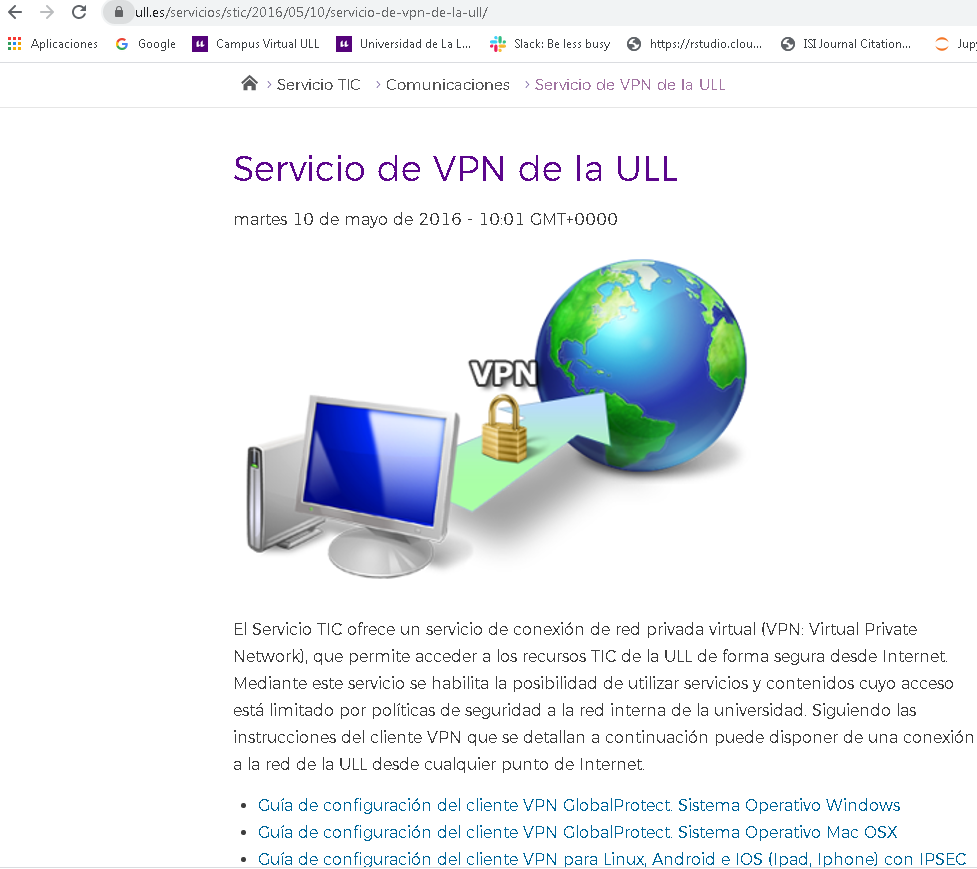 ull.es/servicios/stic/2016/05/10/servicio-de-vpn-de-la-ull/
Aplicaciones Google Campus Virtual ULL Universidad de La L... Slack: Be less busy https://rstudio.clou... ISI Journal Citation... Jupy
Servicio TIC > Comunicaciones > Servicio de VPN de la ULL
Servicio de VPN de la ULL
martes 10 de mayo de 2016 - 10:01 GMT+0000
VPN
El Servicio TIC ofrece un servicio de conexión de red privada virtual (VPN: Virtual Private
Network), que permite acceder a los recursos TIC de la ULL de forma segura desde Internet.
Mediante este servicio se habilita la posibilidad de utilizar servicios y contenidos cuyo acceso
está limitado por políticas de seguridad a la red interna de la universidad. Siguiendo las
instrucciones del cliente VPN que se detallan a continuación puede disponer de una conexión
a la red de la ULL desde cualquier punto de Internet.
• Guía de configuración del cliente VPN GlobalProtect. Sistema Operativo Windows
• Guía de configuración del cliente VPN GlobalProtect. Sistema Operativo Mac OSX
• Guía de configuración del cliente VPN para Linux, Android e IOS (Ipad, Iphone) con IPSEC